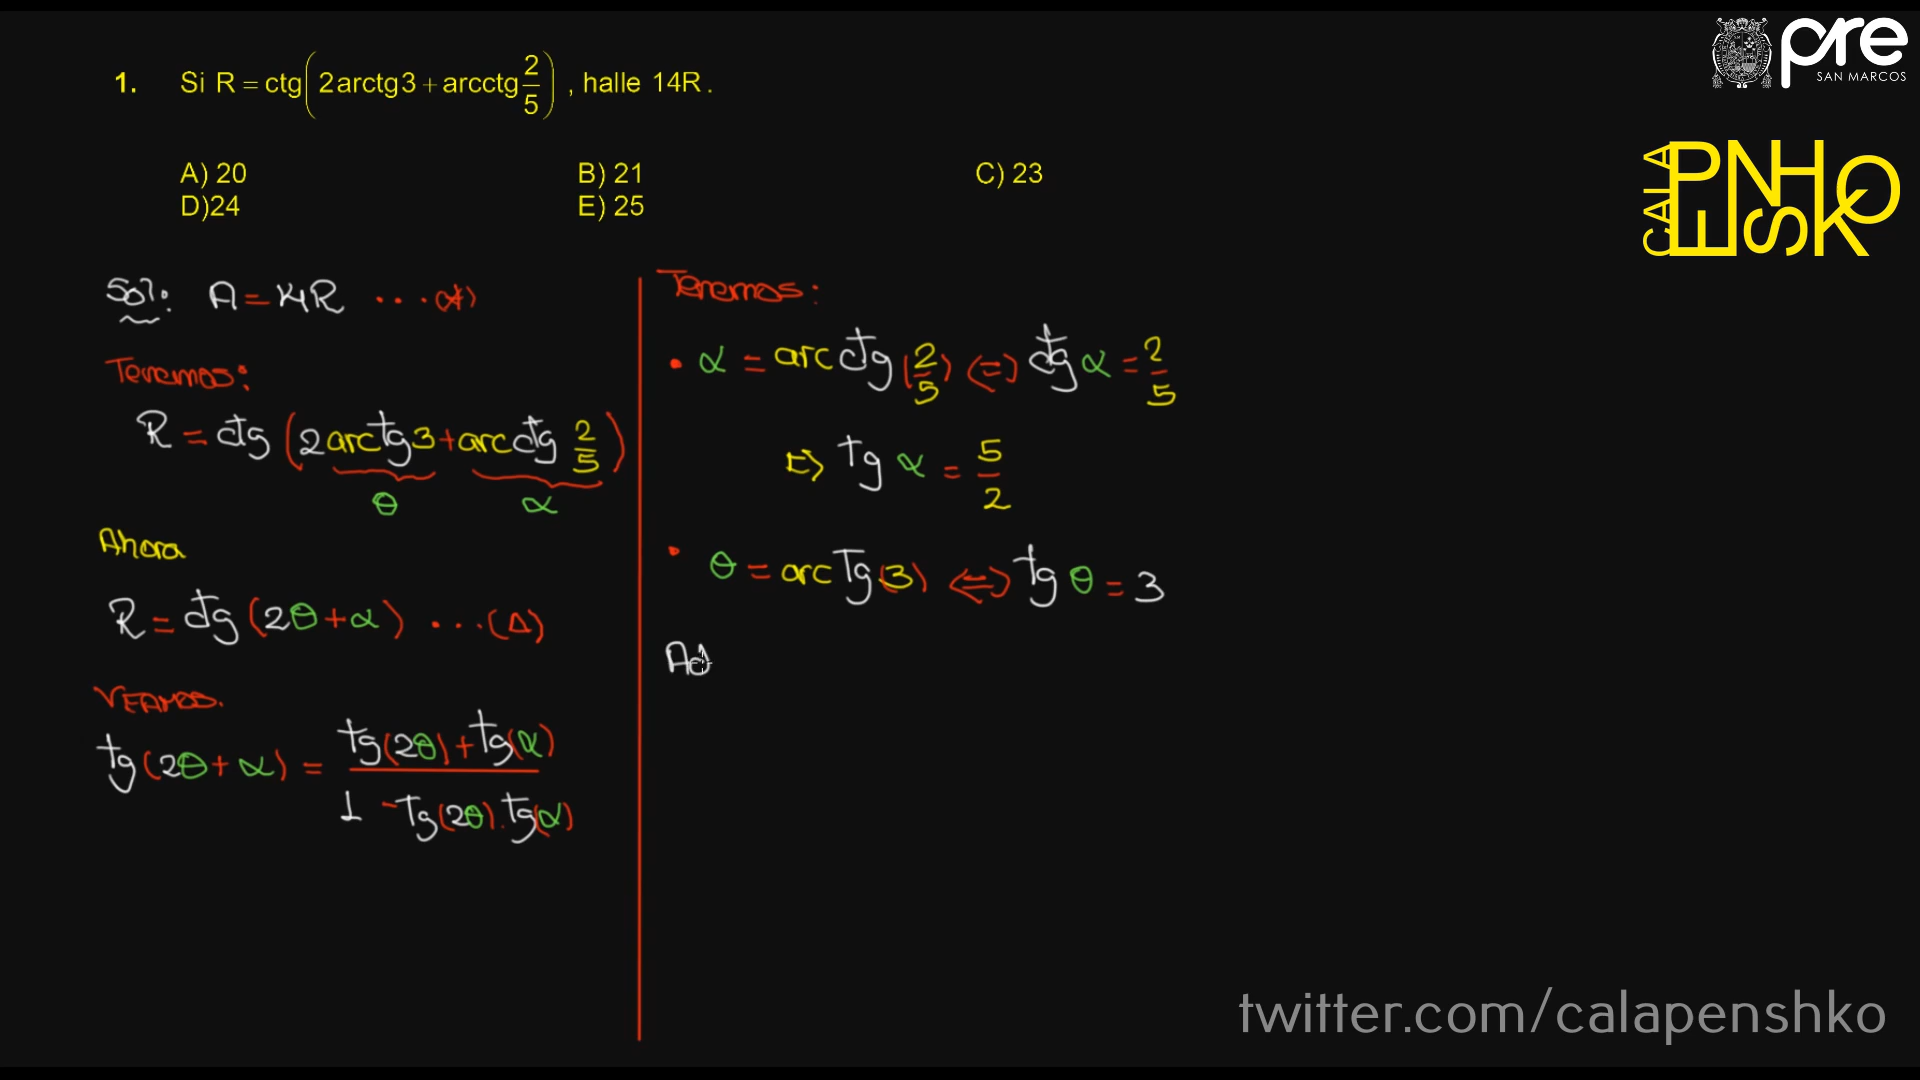 pre
SAN MARCOS
1. Si R = ctg(2arctg3 + arcctg 2/5), halle 14R.
A) 20 B) 21 C) 23
D)24 E) 25
CALA
PENSHKO
Sol: A = 14R ... (*)
Tenemos:
R = ctg (2arctg3 + arcctg 2/5)
θ α
Ahora
R = ctg (2θ + α) ... (Δ)
VEAMOS.
tg(2θ + α) = tg(2θ) + tg(α)
1 - Tg(2θ) . Tg(α)
Tenemos:
• α = arcctg(2/5) ⇔ ctg α = 2/5
⇒ tg α = 5/2
• θ = arcTg(3) ⇔ tg θ = 3
Ad
twitter.com/calapenshko